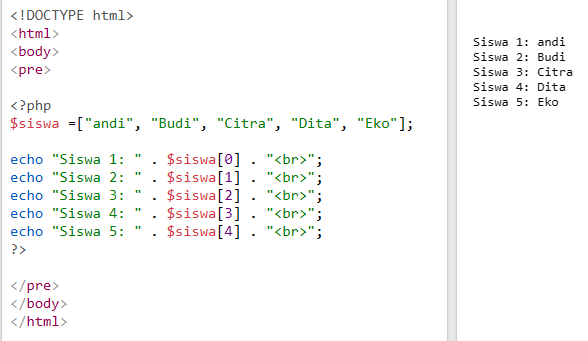 <!DOCTYPE html>
<html>
<body>
<pre>
<?php
$siswa =["andi", "Budi", "Citra", "Dita", "Eko"];
echo "Siswa 1: " . $siswa[0] . "<br>";
echo "Siswa 2: " . $siswa[1] . "<br>";
echo "Siswa 3: " . $siswa[2] . "<br>";
echo "Siswa 4: " . $siswa[3] . "<br>";
echo "Siswa 5: " . $siswa[4] . "<br>";
?>
</pre>
</body>
</html>
Siswa 1: andi
Siswa 2: Budi
Siswa 3: Citra
Siswa 4: Dita
Siswa 5: Eko